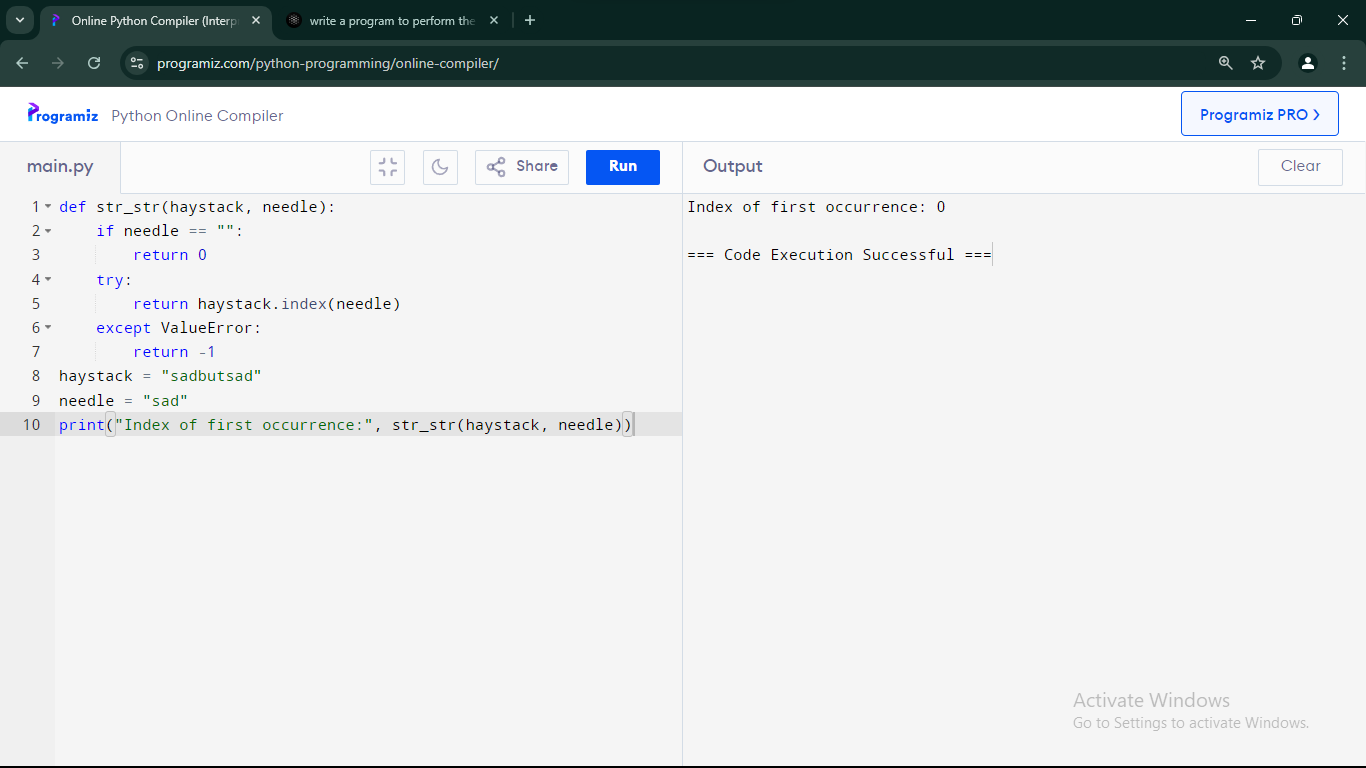 Online Python Compiler (Interp
write a program to perform the
programiz.com/python-programming/online-compiler/
Programiz Python Online Compiler
Programiz PRO >
main.py
Share
Run
Output
Clear
1 def str_str(haystack, needle):
2     if needle == "":
3         return 0
4     try:
5         return haystack.index(needle)
6     except ValueError:
7         return -1
8 haystack = "sadbutsad"
9 needle = "sad"
10 print("Index of first occurrence:", str_str(haystack, needle))
Index of first occurrence: 0
=== Code Execution Successful ===
Activate Windows
Go to Settings to activate Windows.